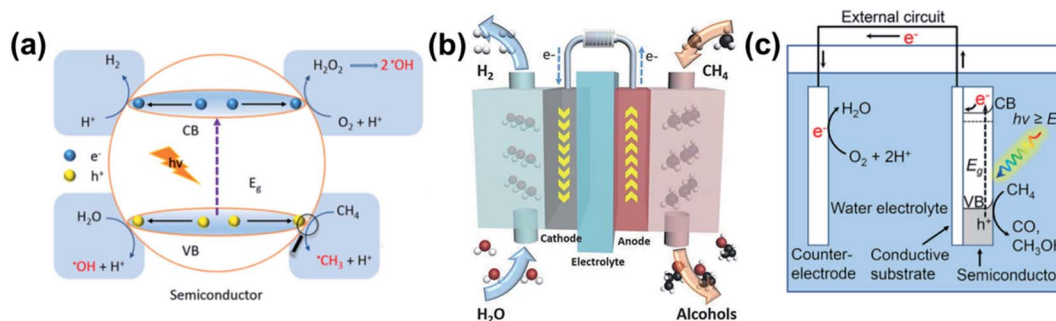 (a)
H₂
H⁺
H₂O₂ → 2 •OH
O₂ + H⁺
CB
hv
E₉
e⁻
h⁺
H₂O
•OH + H⁺
VB
CH₄
•CH₃ + H⁺
Semiconductor
(b)
H₂
e-
e-
CH₄
Cathode
Anode
Electrolyte
H₂O
Alcohols
(c)
External circuit
e⁻
e⁻
H₂O
O₂ + 2H⁺
e⁻
CB
hv ≥ E
E₉
VB
h⁺
CH₄
CO,
CH₃OH
Water electrolyte
Counter-
electrode
Conductive
substrate
Semiconductor